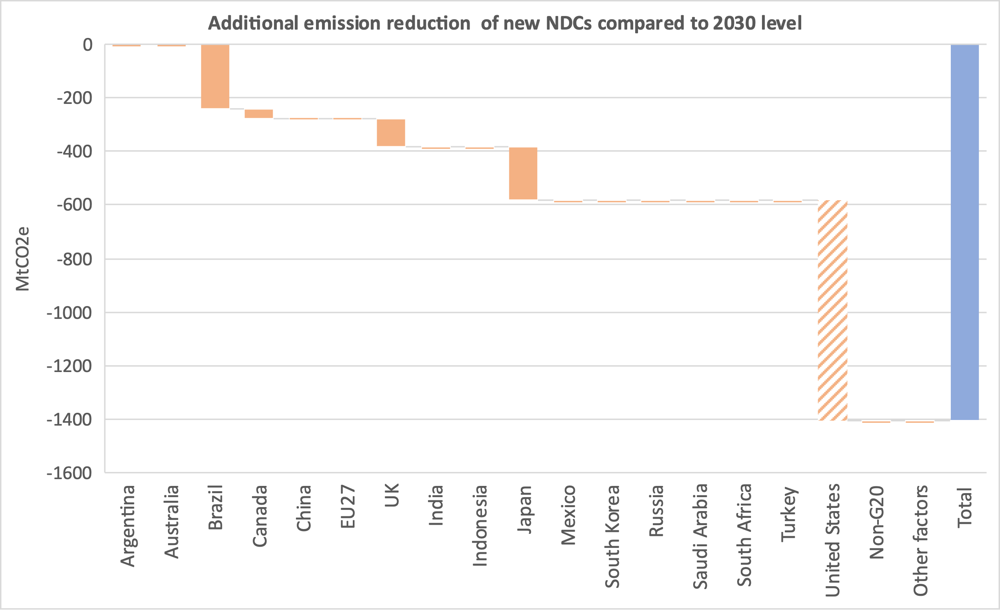 Additional emission reduction of new NDCs compared to2030 level
0
-200
-400
-600
-800
-1000
-1200
-1400
-1600
MtCO2e
Argentina
Australia
Brazil
Canada
China
EU27
UK
India
Indonesia
Japan
Mexico
South Korea
Russia
Saudi Arabia
South Africa
Turkey
United States
Non-G20
Other factors
Total